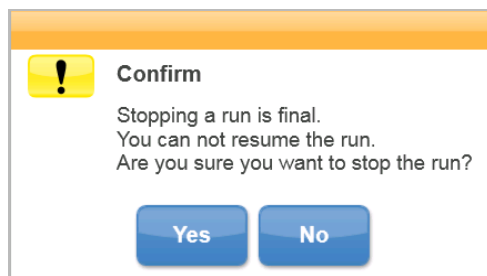 Confirm
Stopping a run is final.
You can not resume the run.
Are you sure you want to stop the run?
Yes No